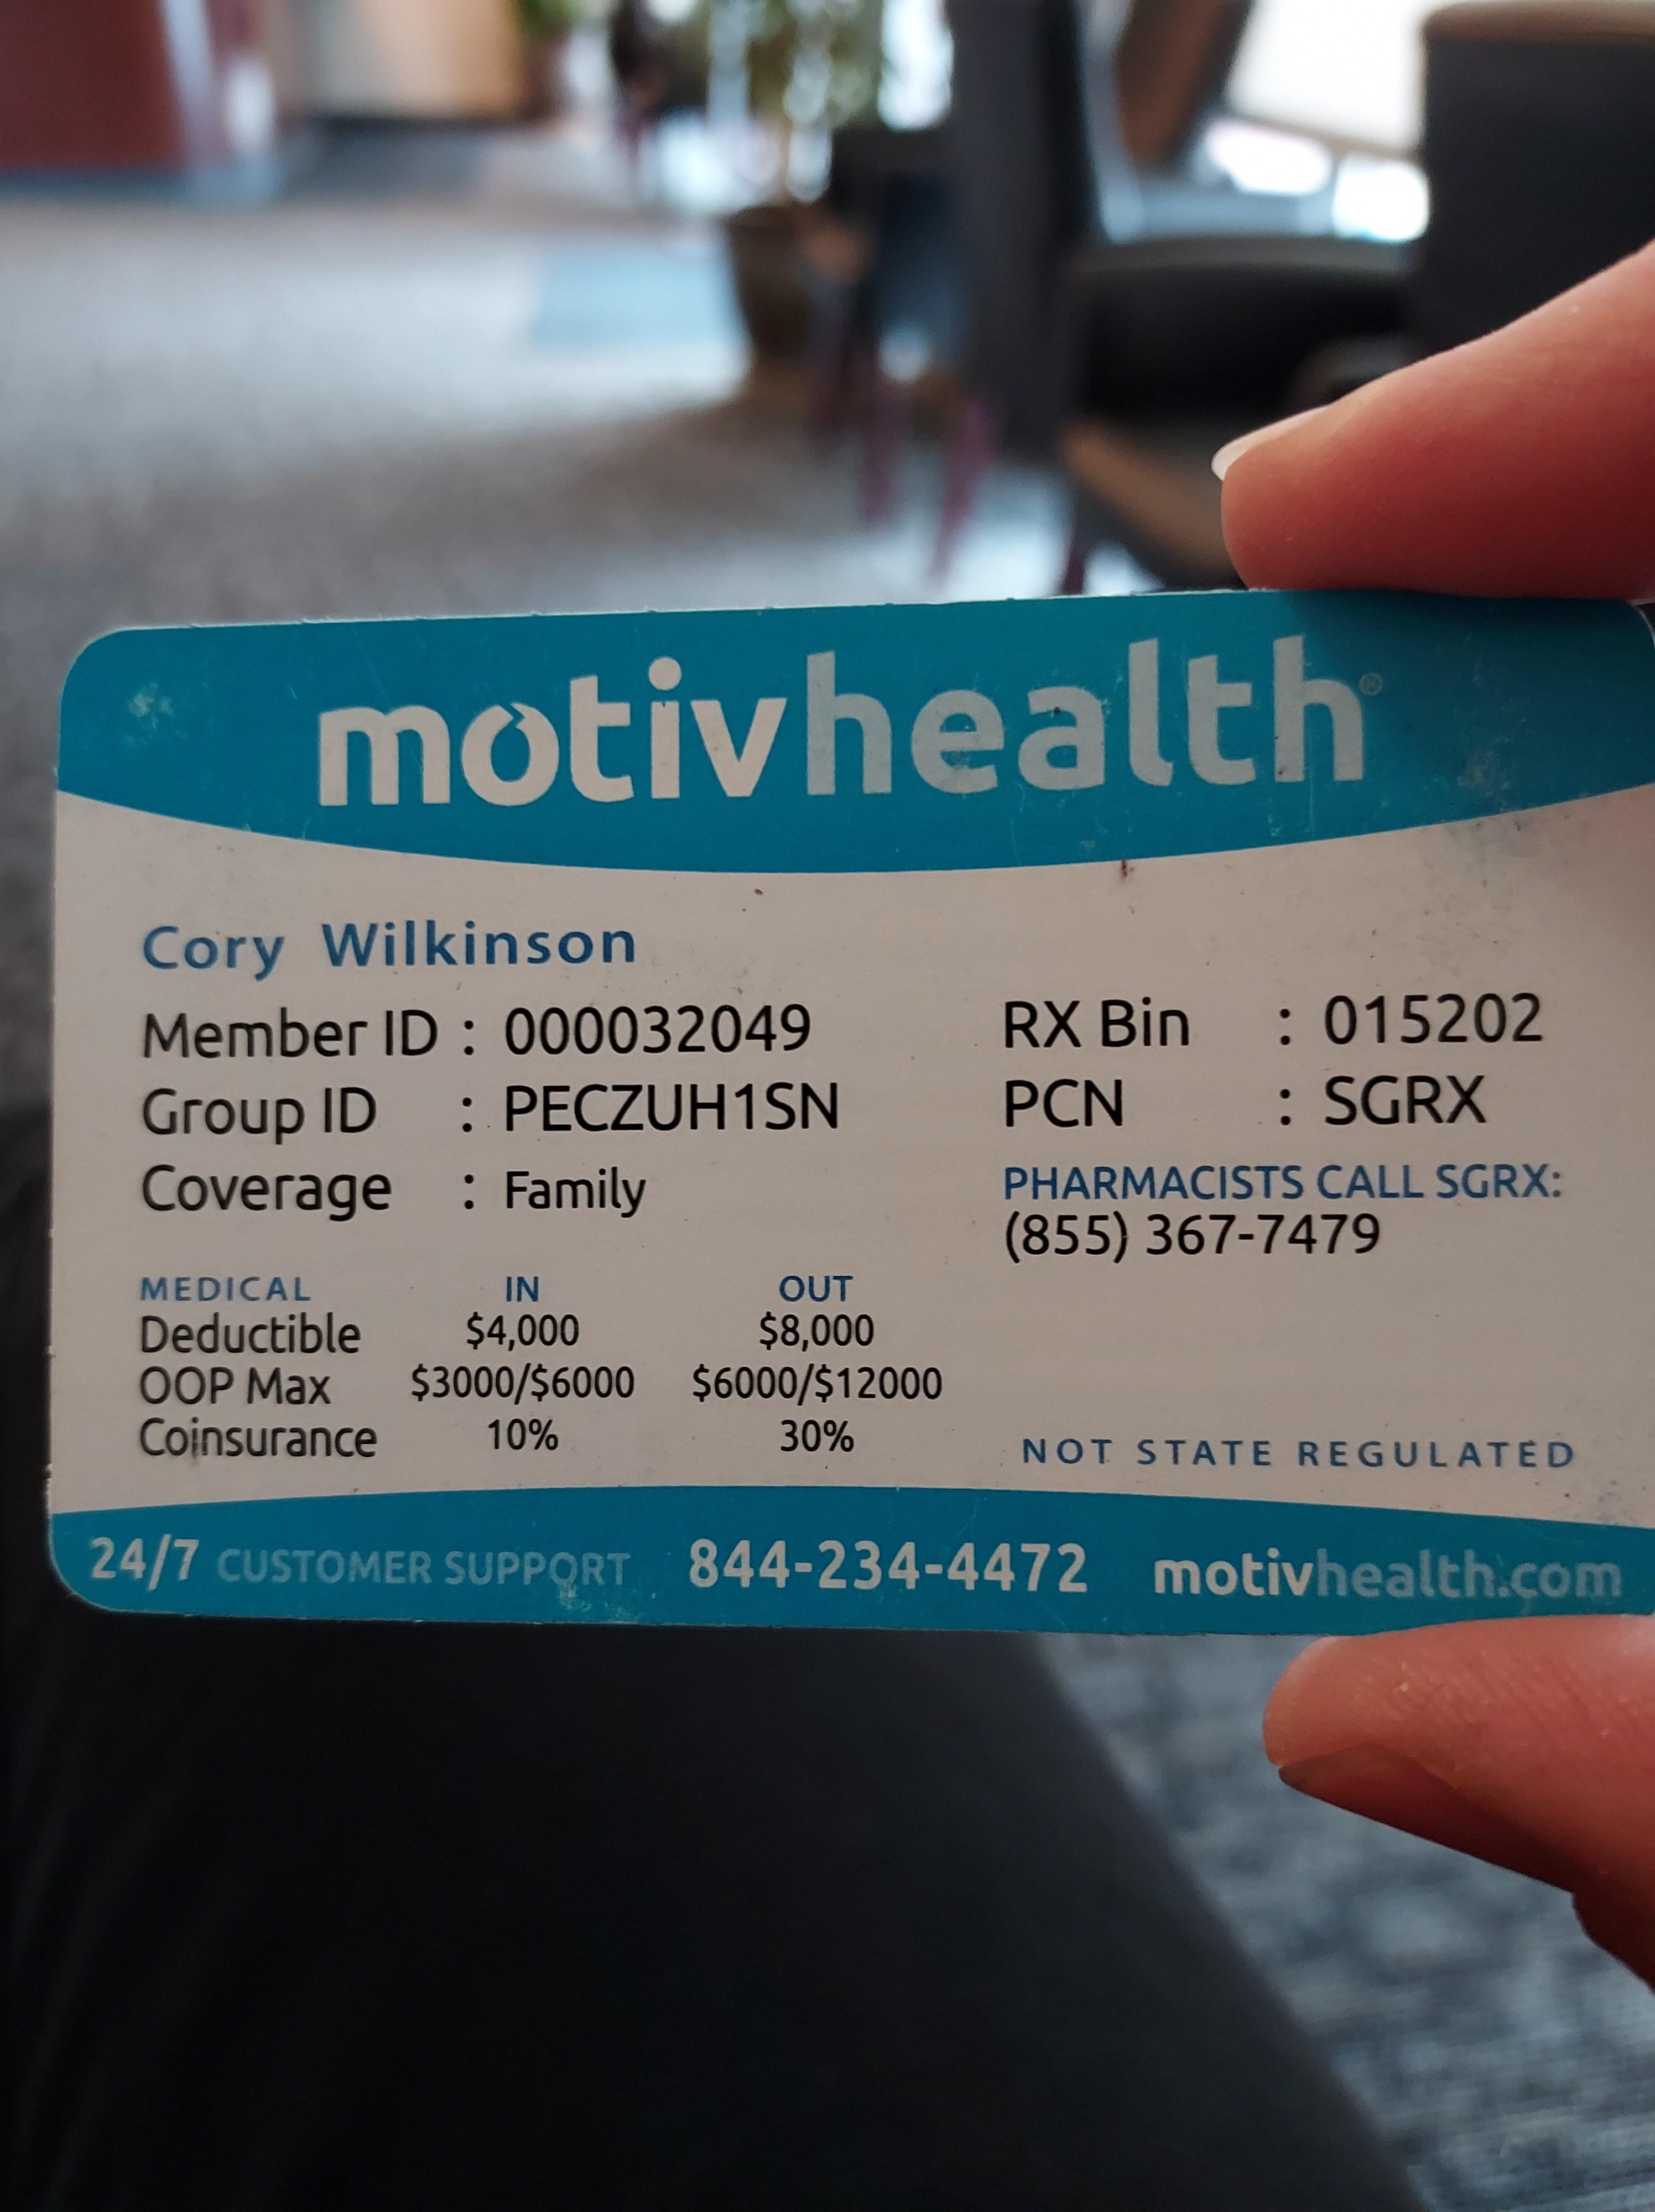 motivhealth®
Cory Wilkinson
Member ID : 000032049
Group ID : PECZUH1SN
Coverage : Family
RX Bin : 015202
PCN : SGRX
PHARMACISTS CALL SGRX:
(855) 367-7479
MEDICAL IN OUT
Deductible $4,000 $8,000
OOP Max $3000/$6000 $6000/$12000
Coinsurance 10% 30%
NOT STATE REGULATED
24/7 CUSTOMER SUPPORT 844-234-4472 motivhealth.com